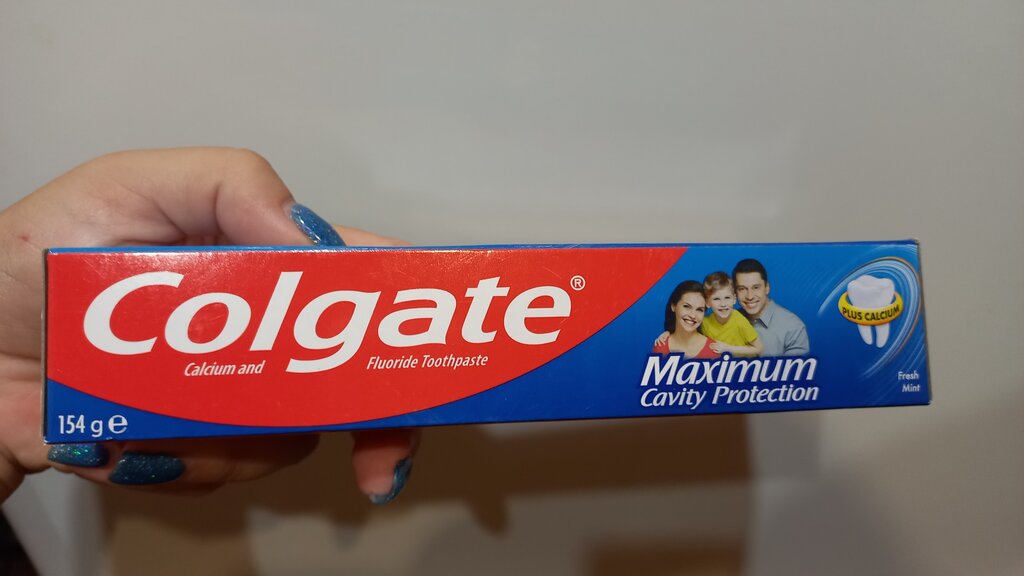 Colgate®
Calcium and Fluoride Toothpaste
154 g ℮
Maximum
Cavity Protection
PLUS CALCIUM
Fresh
Mint